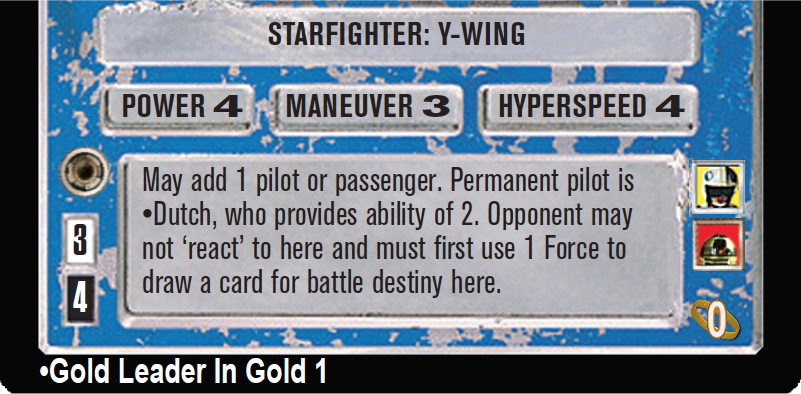 STARFIGHTER: Y-WING
POWER 4 MANEUVER 3 HYPERSPEED 4
May add 1 pilot or passenger. Permanent pilot is
•Dutch, who provides ability of 2. Opponent may
not ‘react’ to here and must first use 1 Force to
draw a card for battle destiny here.
3
4
0
•Gold Leader In Gold 1